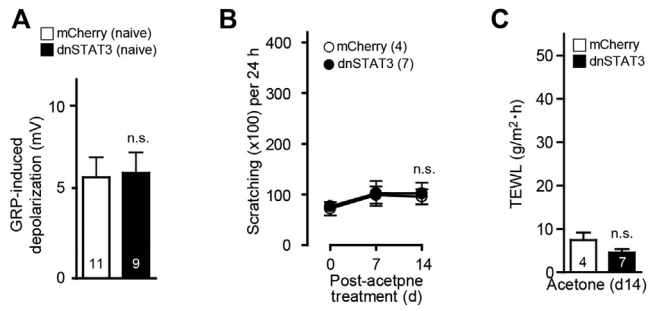 A
mCherry (naive)
dnSTAT3 (naive)
GRP-induced
depolarization (mV)
10
5
0
n.s.
11
9
B
mCherry (4)
dnSTAT3 (7)
Scratching (x100) per 24 h
400
300
200
100
0
n.s.
0 7 14
Post-acetpne
treatment (d)
C
mCherry
dnSTAT3
TEWL (g/m²·h)
50
40
30
20
10
0
n.s.
4
7
Acetone (d14)